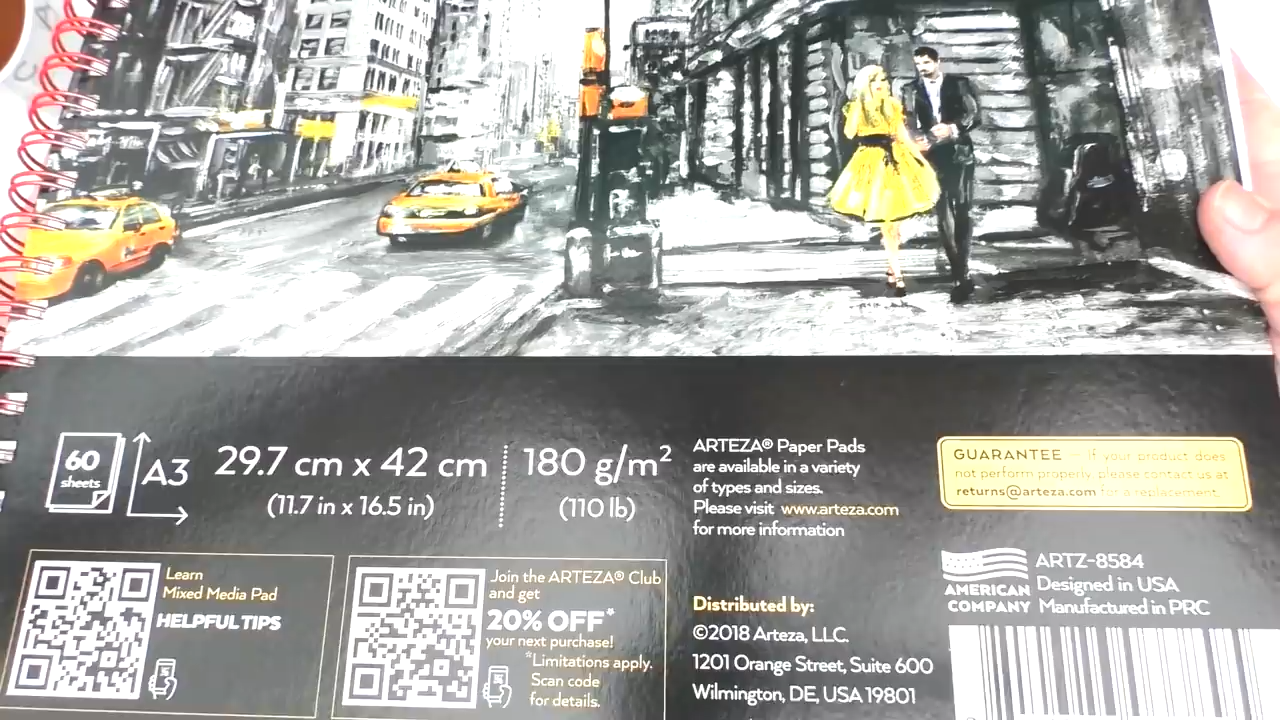 60
sheets
A3
29.7 cm x 42 cm
(11.7 in x 16.5 in)
180 g/m²
(110 lb)
ARTEZA® Paper Pads
are available in a variety
of types and sizes.
Please visit www.arteza.com
for more information
GUARANTEE - If your product does
not perform properly, please contact us at
returns@arteza.com for a replacement.
Learn
Mixed Media Pad
HELPFUL TIPS
Join the ARTEZA® Club
and get
20% OFF*
your next purchase!
*Limitations apply.
Scan code
for details.
Distributed by:
©2018 Arteza, LLC.
1201 Orange Street, Suite 600
Wilmington, DE, USA 19801
AMERICAN
COMPANY
ARTZ-8584
Designed in USA
Manufactured in PRC